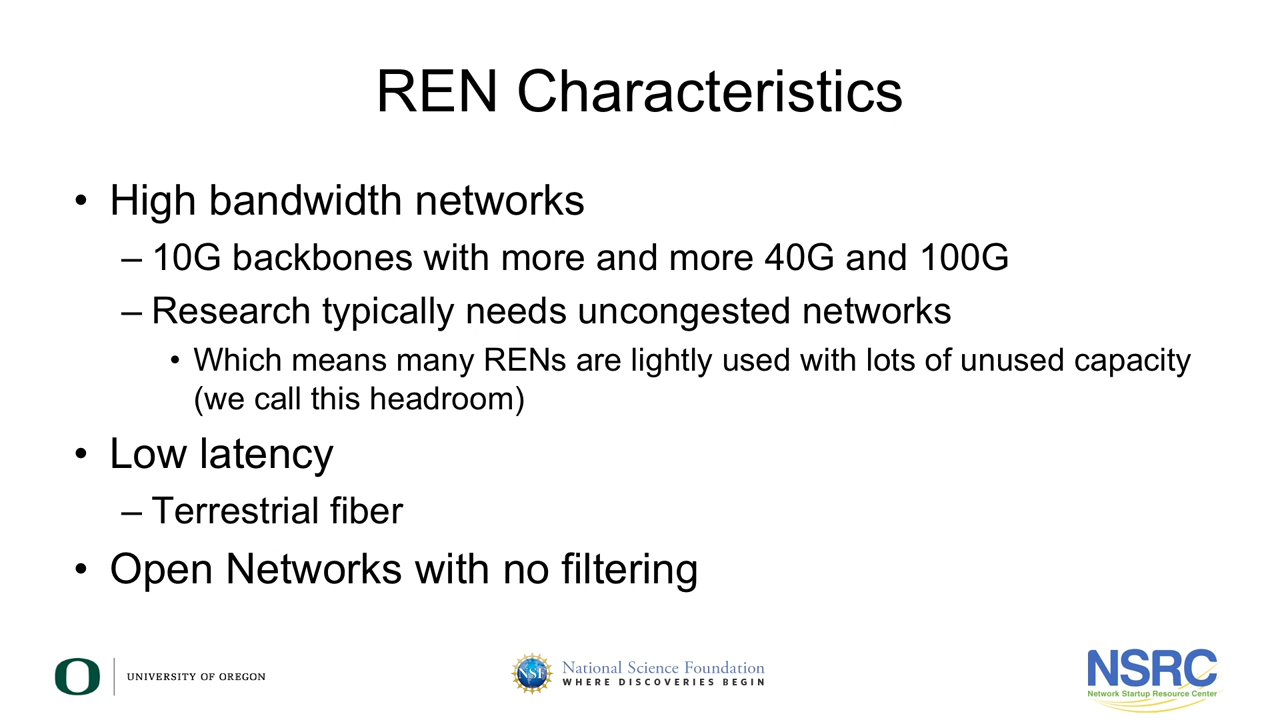 REN Characteristics
• High bandwidth networks
– 10G backbones with more and more 40G and 100G
– Research typically needs uncongested networks
• Which means many RENs are lightly used with lots of unused capacity
(we call this headroom)
• Low latency
– Terrestrial fiber
• Open Networks with no filtering
O UNIVERSITY OF OREGON
NSF National Science Foundation
WHERE DISCOVERIES BEGIN
NSRC
Network Startup Resource Center